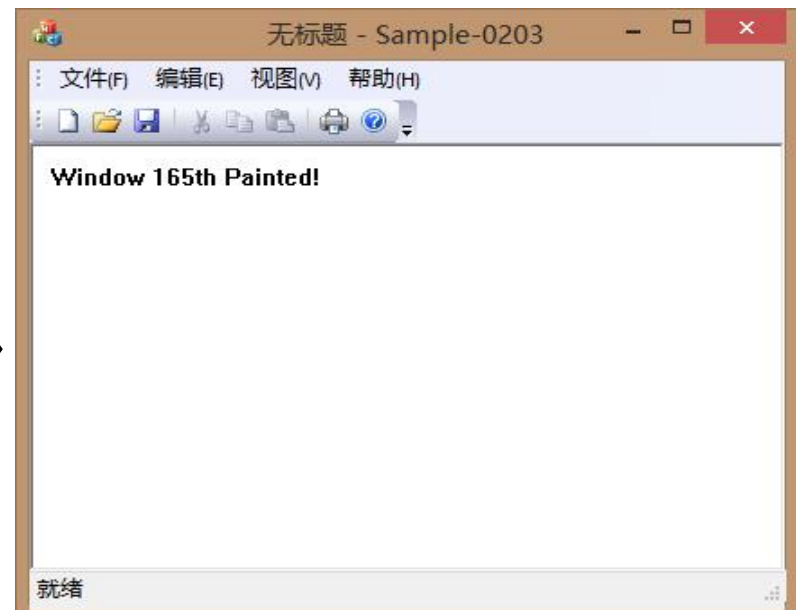 无标题 - Sample-0203
文件(F) 编辑(E) 视图(V) 帮助(H)
Window 165th Painted!
就绪